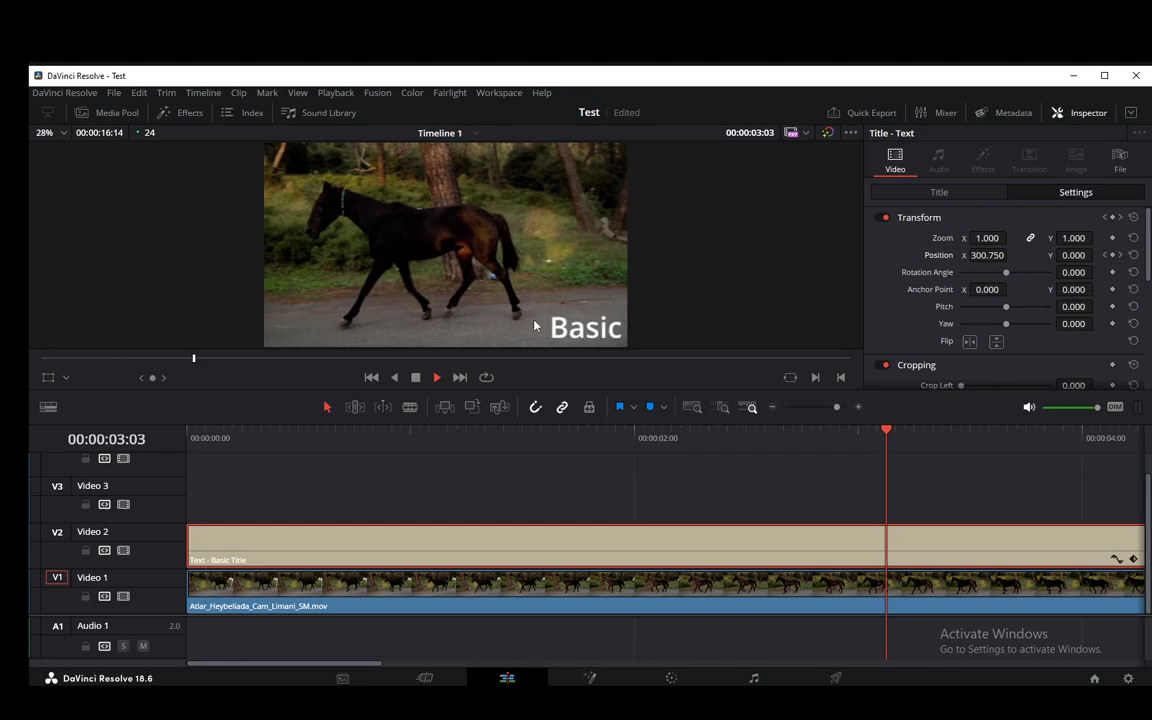 DaVinci Resolve - Test
DaVinci Resolve File Edit Trim Timeline Clip Mark View Playback Fusion Color Fairlight Workspace Help
Media Pool Effects Index Sound Library Test Edited Quick Export Mixer Metadata Inspector
28% 00:00:16:14 24 Timeline 1 00:00:03:03 Title - Text
Video Audio Effects Transition Image File
Title Settings
Transform
Zoom X 1.000 Y 1.000
Position X 300.750 Y 0.000
Rotation Angle 0.000
Anchor Point X 0.000 Y 0.000
Pitch 0.000
Yaw 0.000
Flip
Cropping
Crop Left 0.000
Basic
DIM
00:00:03:03 00:00:00:00 00:00:02:00 00:00:04:00
V3 Video 3
V2 Video 2
Text - Basic Title
V1 Video 1
Atlar_Heybeliada_Cam_Limani_SM.mov
A1 Audio 1 2.0
S M
Activate Windows
Go to Settings to activate Windows.
DaVinci Resolve 18.6